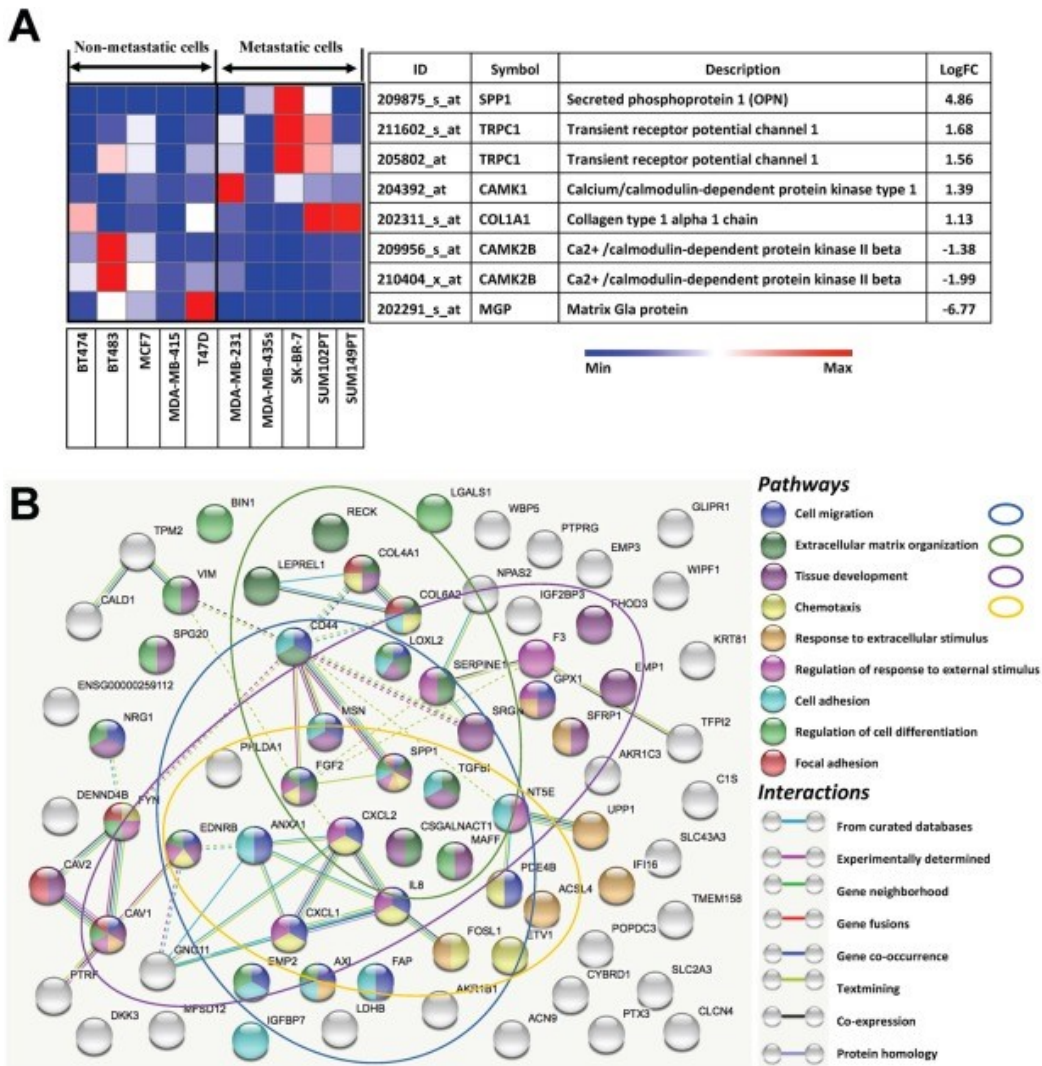 A
Non-metastatic cells Metastatic cells
ID Symbol Description LogFC
209875_s_at SPP1 Secreted phosphoprotein 1 (OPN) 4.86
211602_s_at TRPC1 Transient receptor potential channel 1 1.68
205802_at TRPC1 Transient receptor potential channel 1 1.56
204392_at CAMK1 Calcium/calmodulin-dependent protein kinase type 1 1.39
202311_s_at COL1A1 Collagen type 1 alpha 1 chain 1.13
209956_s_at CAMK2B Ca2+ /calmodulin-dependent protein kinase II beta -1.38
210404_x_at CAMK2B Ca2+ /calmodulin-dependent protein kinase II beta -1.99
202291_s_at MGP Matrix Gla protein -6.77
BT474
BT483
MCF7
MDA-MB-415
T47D
MDA-MB-231
MDA-MB-435s
SK-BR-7
SUM102PT
SUM149PT
Min Max
B
BIN1
RECK
LGALS1
WBP5
PTPRG
GLIPR1
TPM2
LEPREL1
COL4A1
EMP3
VIM
NPAS2
WIPF1
CALD1
COL6A2
IGF2BP3
FHOD3
CD44
LOXL2
SPG20
F3
KRT81
SERPINE1
EMP1
ENSG00000259112
GPX1
NRG1
MSN
SRGN
SFRP1
TFPI2
PHLDA1
SPP1
AKR1C3
FGF2
TGFBI
C1S
DENND4B
FYN
NT5E
UPP1
EDNRB
ANXA1
CXCL2
CSGALNACT1
MAFF
SLC43A3
CAV2
PDE4B
IFI16
IL8
ACSL4
TMEM158
CAV1
CXCL1
GNG11
FOSL1
ETV1
POPDC3
PTRF
EMP2
AXL
FAP
CYBRD1
SLC2A3
DKK3
MFSD12
IGFBP7
LDHB
AKR1B1
ACN9
PTX3
CLCN4
Pathways
Cell migration
Extracellular matrix organization
Tissue development
Chemotaxis
Response to extracellular stimulus
Regulation of response to external stimulus
Cell adhesion
Regulation of cell differentiation
Focal adhesion
Interactions
From curated databases
Experimentally determined
Gene neighborhood
Gene fusions
Gene co-occurrence
Textmining
Co-expression
Protein homology